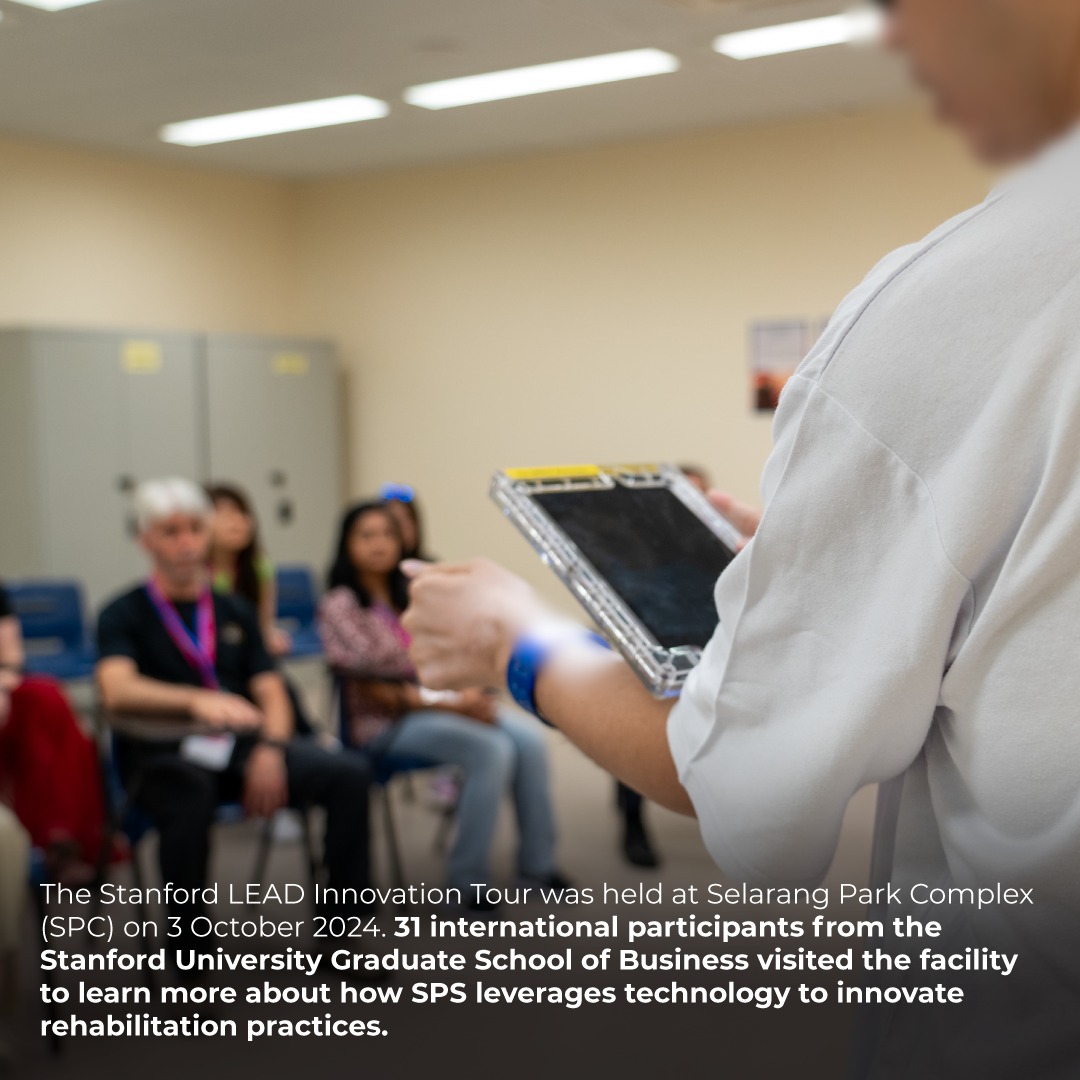 The Stanford LEAD Innovation Tour was held at Selarang Park Complex
(SPC) on 3 October 2024. 31 international participants from the
Stanford University Graduate School of Business visited the facility
to learn more about how SPS leverages technology to innovate
rehabilitation practices.